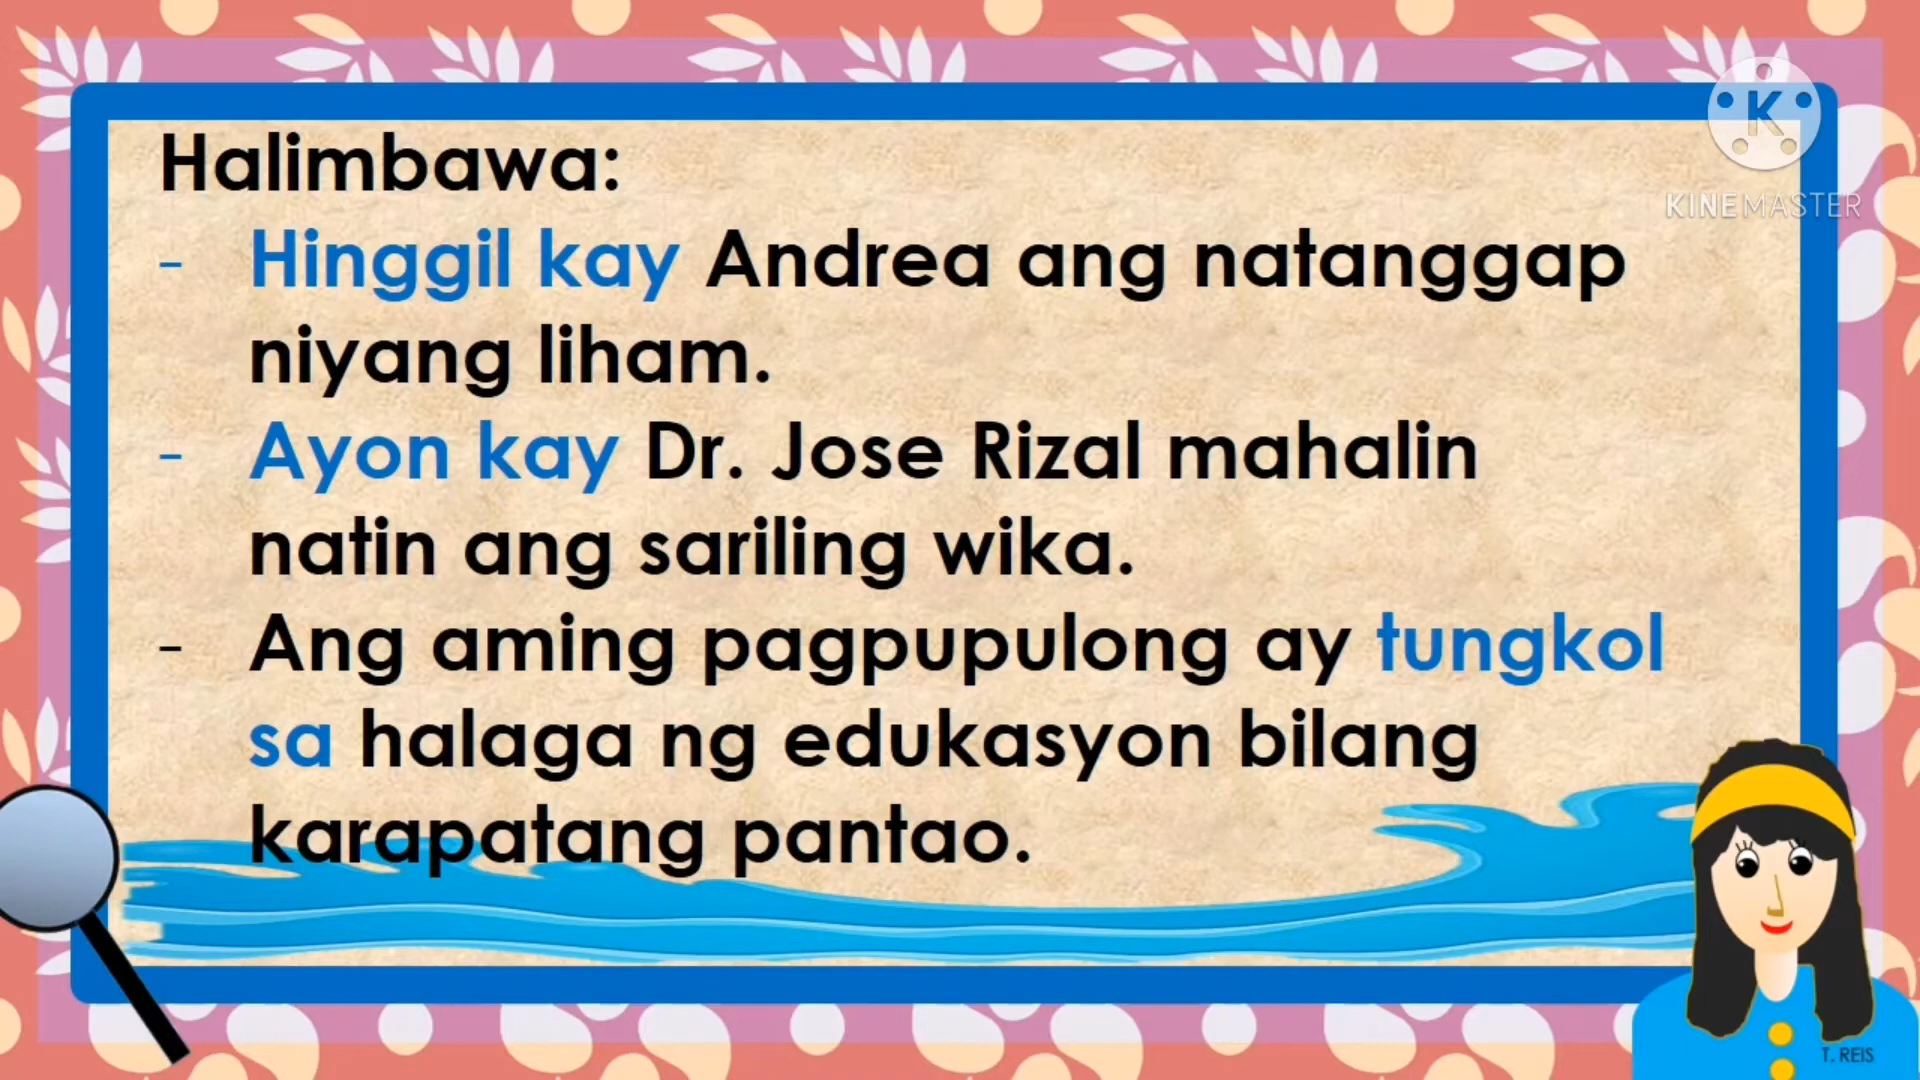 Halimbawa:
- Hinggil kay Andrea ang natanggap
niyang liham.
- Ayon kay Dr. Jose Rizal mahalin
natin ang sariling wika.
- Ang aming pagpupulong ay tungkol
sa halaga ng edukasyon bilang
karapatang pantao.
K
KINEMASTER
T. REIS